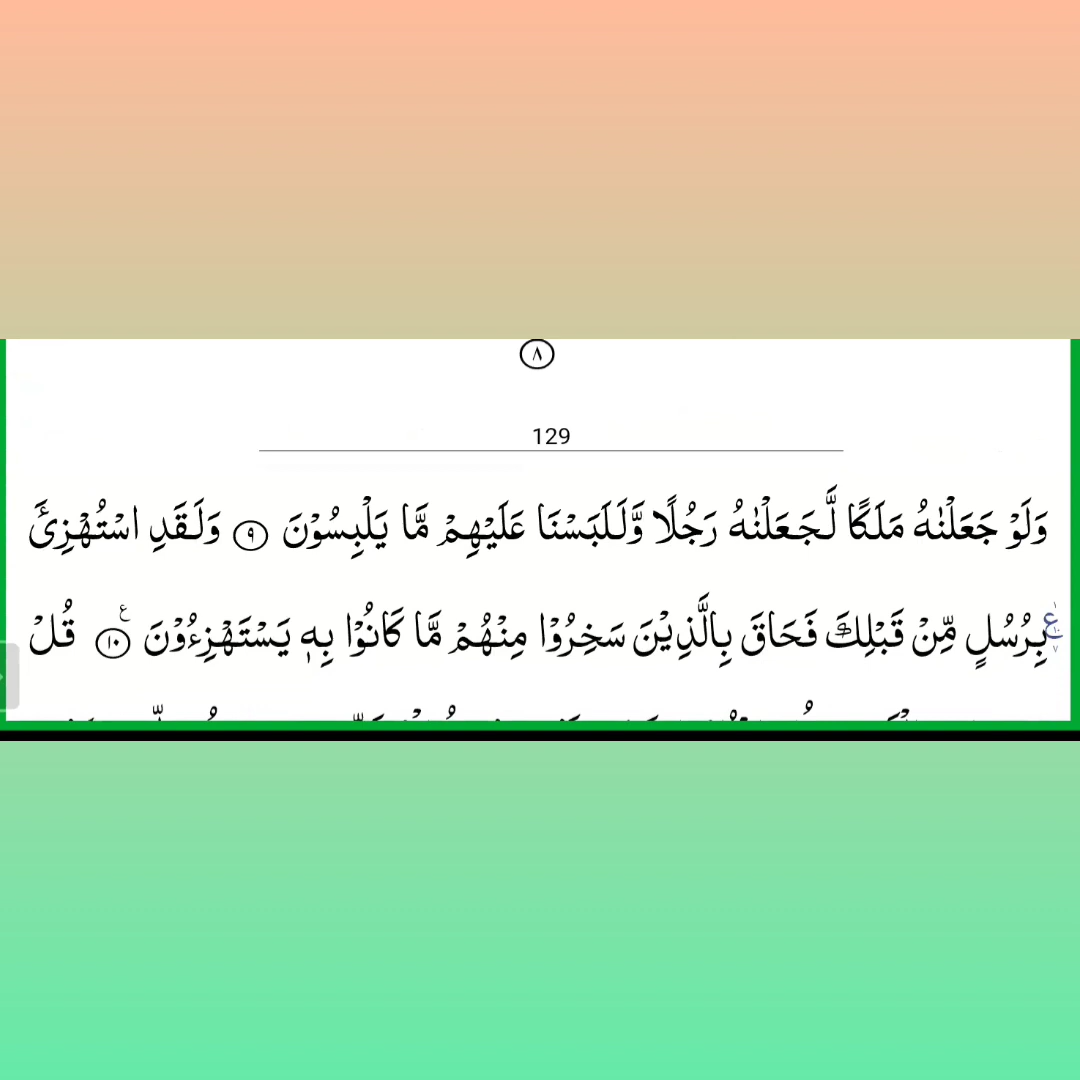 ٨
129
وَلَوْ جَعَلْنٰهُ مَلَكًا لَّجَعَلْنٰهُ رَجُلًا وَّلَلَبَسْنَا عَلَيْهِمْ مَّا يَلْبِسُوْنَ ٩ وَلَقَدِ اسْتُهْزِئَ
بِرُسُلٍ مِّنْ قَبْلِكَ فَحَاقَ بِالَّذِيْنَ سَخِرُوْا مِنْهُمْ مَّا كَانُوْا بِهٖ يَسْتَهْزِءُوْنَ ١٠ ع قُلْ